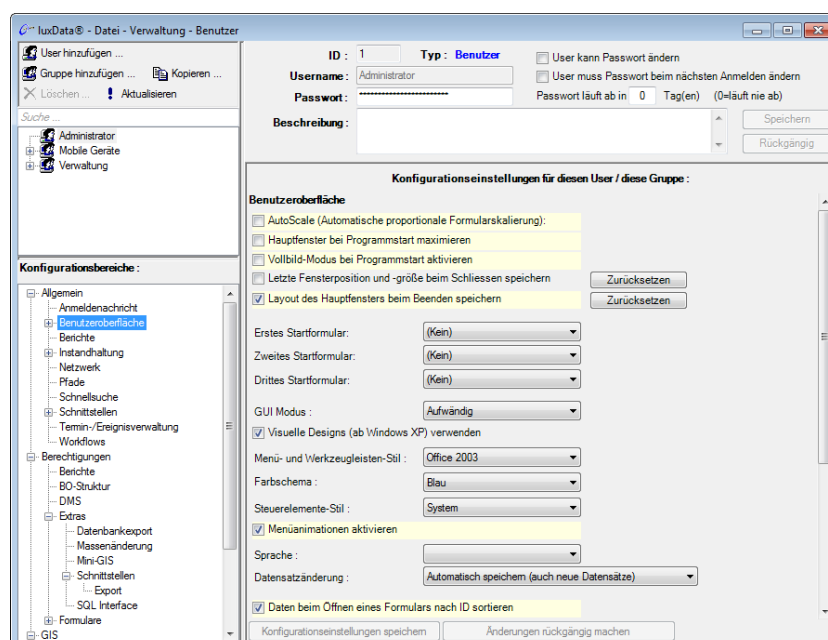 luxData® - Datei - Verwaltung - Benutzer
User hinzufügen ...
Gruppe hinzufügen ... Kopieren ...
Löschen ... Aktualisieren
Suche ...
Administrator
Mobile Geräte
Verwaltung
ID : 1 Typ : Benutzer
Username : Administrator
Passwort : ************************
Beschreibung :
User kann Passwort ändern
User muss Passwort beim nächsten Anmelden ändern
Passwort läuft ab in 0 Tag(en) (0=läuft nie ab)
Speichern
Rückgängig
Konfigurationsbereiche :
Allgemein
Anmeldenachricht
Benutzeroberfläche
Berichte
Instandhaltung
Netzwerk
Pfade
Schnellsuche
Schnittstellen
Termin-/Ereignisverwaltung
Workflows
Berechtigungen
Berichte
BO-Struktur
DMS
Extras
Datenbankexport
Massenänderung
Mini-GIS
Schnittstellen
Export
SQL Interface
Formulare
GIS
Konfigurationseinstellungen für diesen User / diese Gruppe :
Benutzeroberfläche
AutoScale (Automatische proportionale Formularskalierung):
Hauptfenster bei Programmstart maximieren
Vollbild-Modus bei Programmstart aktivieren
Letzte Fensterposition und -größe beim Schliessen speichern Zurücksetzen
Layout des Hauptfensters beim Beenden speichern Zurücksetzen
Erstes Startformular: (Kein)
Zweites Startformular: (Kein)
Drittes Startformular: (Kein)
GUI Modus : Aufwändig
Visuelle Designs (ab Windows XP) verwenden
Menü- und Werkzeugleisten-Stil : Office 2003
Farbschema : Blau
Steuerelemente-Stil : System
Menüanimationen aktivieren
Sprache :
Datensatzänderung : Automatisch speichern (auch neue Datensätze)
Daten beim Öffnen eines Formulars nach ID sortieren
Konfigurationseinstellungen speichern Änderungen rückgängig machen